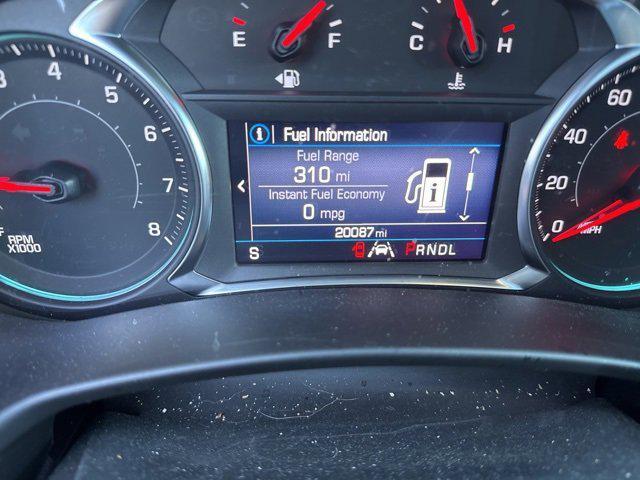 E F
C H
3 4 5 6 7 8
RPM
X1000
Fuel Information
Fuel Range
310 mi
Instant Fuel Economy
0 mpg
20087 mi
S PRNDL
60
40
20
0
MPH